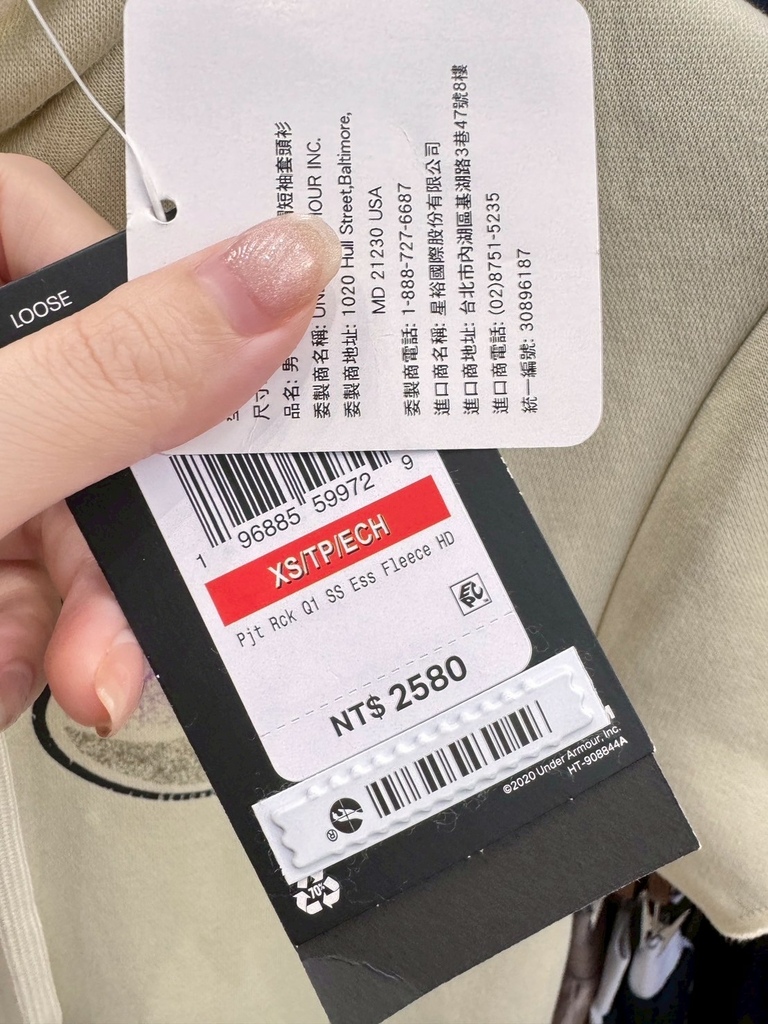 LOOSE
尺寸
品名: 男 短袖套頭衫
委製商名稱: UN OUR INC.
委製商地址: 1020 Hull Street,Baltimore,
MD 21230 USA
委製商電話: 1-888-727-6687
進口商名稱: 星裕國際股份有限公司
進口商地址: 台北市內湖區基湖路3巷47號8樓
進口商電話: (02)8751-5235
統一編號: 30896187
1 96885 59972 9
XS/TP/ECH
Pjt Rck Q1 SS Ess Fleece HD
EPC
NT$ 2580
®
©2020 Under Armour, Inc.
HT-908844A
70%